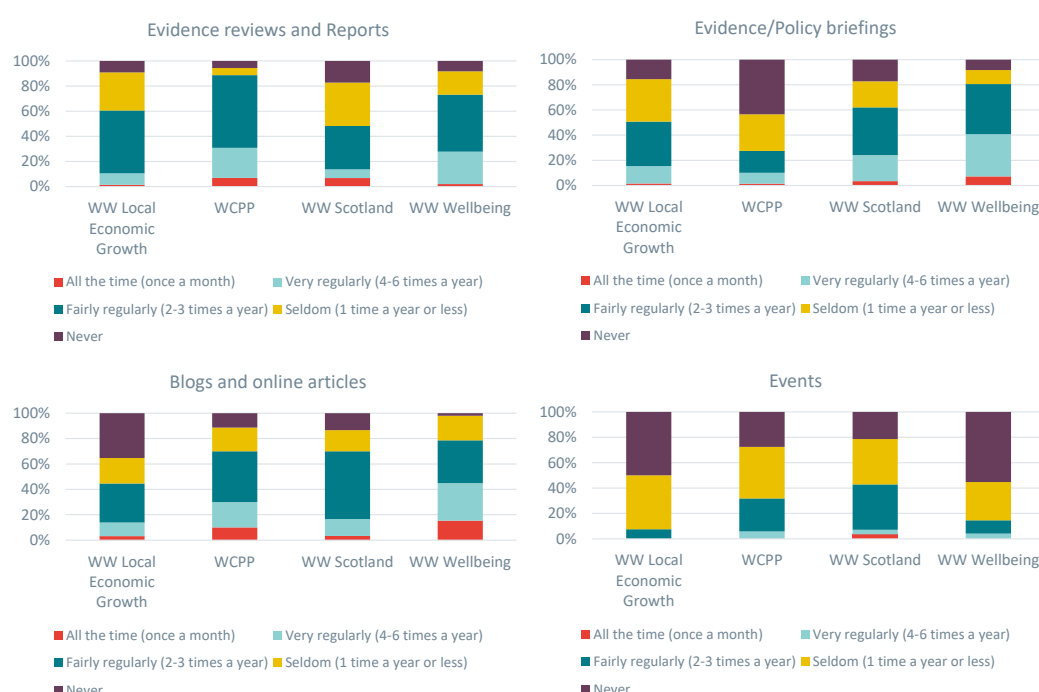 Evidence reviews and Reports
100%
80%
60%
40%
20%
0%
WW Local
Economic
Growth
WCPP
WW Scotland
WW Wellbeing
All the time (once a month)
Very regularly (4-6 times a year)
Fairly regularly (2-3 times a year)
Seldom (1 time a year or less)
Never
Evidence/Policy briefings
100%
80%
60%
40%
20%
0%
WW Local
Economic
Growth
WCPP
WW Scotland
WW Wellbeing
All the time (once a month)
Very regularly (4-6 times a year)
Fairly regularly (2-3 times a year)
Seldom (1 time a year or less)
Never
Blogs and online articles
100%
80%
60%
40%
20%
0%
WW Local
Economic
Growth
WCPP
WW Scotland
WW Wellbeing
All the time (once a month)
Very regularly (4-6 times a year)
Fairly regularly (2-3 times a year)
Seldom (1 time a year or less)
Never
Events
100%
80%
60%
40%
20%
0%
WW Local
Economic
Growth
WCPP
WW Scotland
WW Wellbeing
All the time (once a month)
Very regularly (4-6 times a year)
Fairly regularly (2-3 times a year)
Seldom (1 time a year or less)
Never